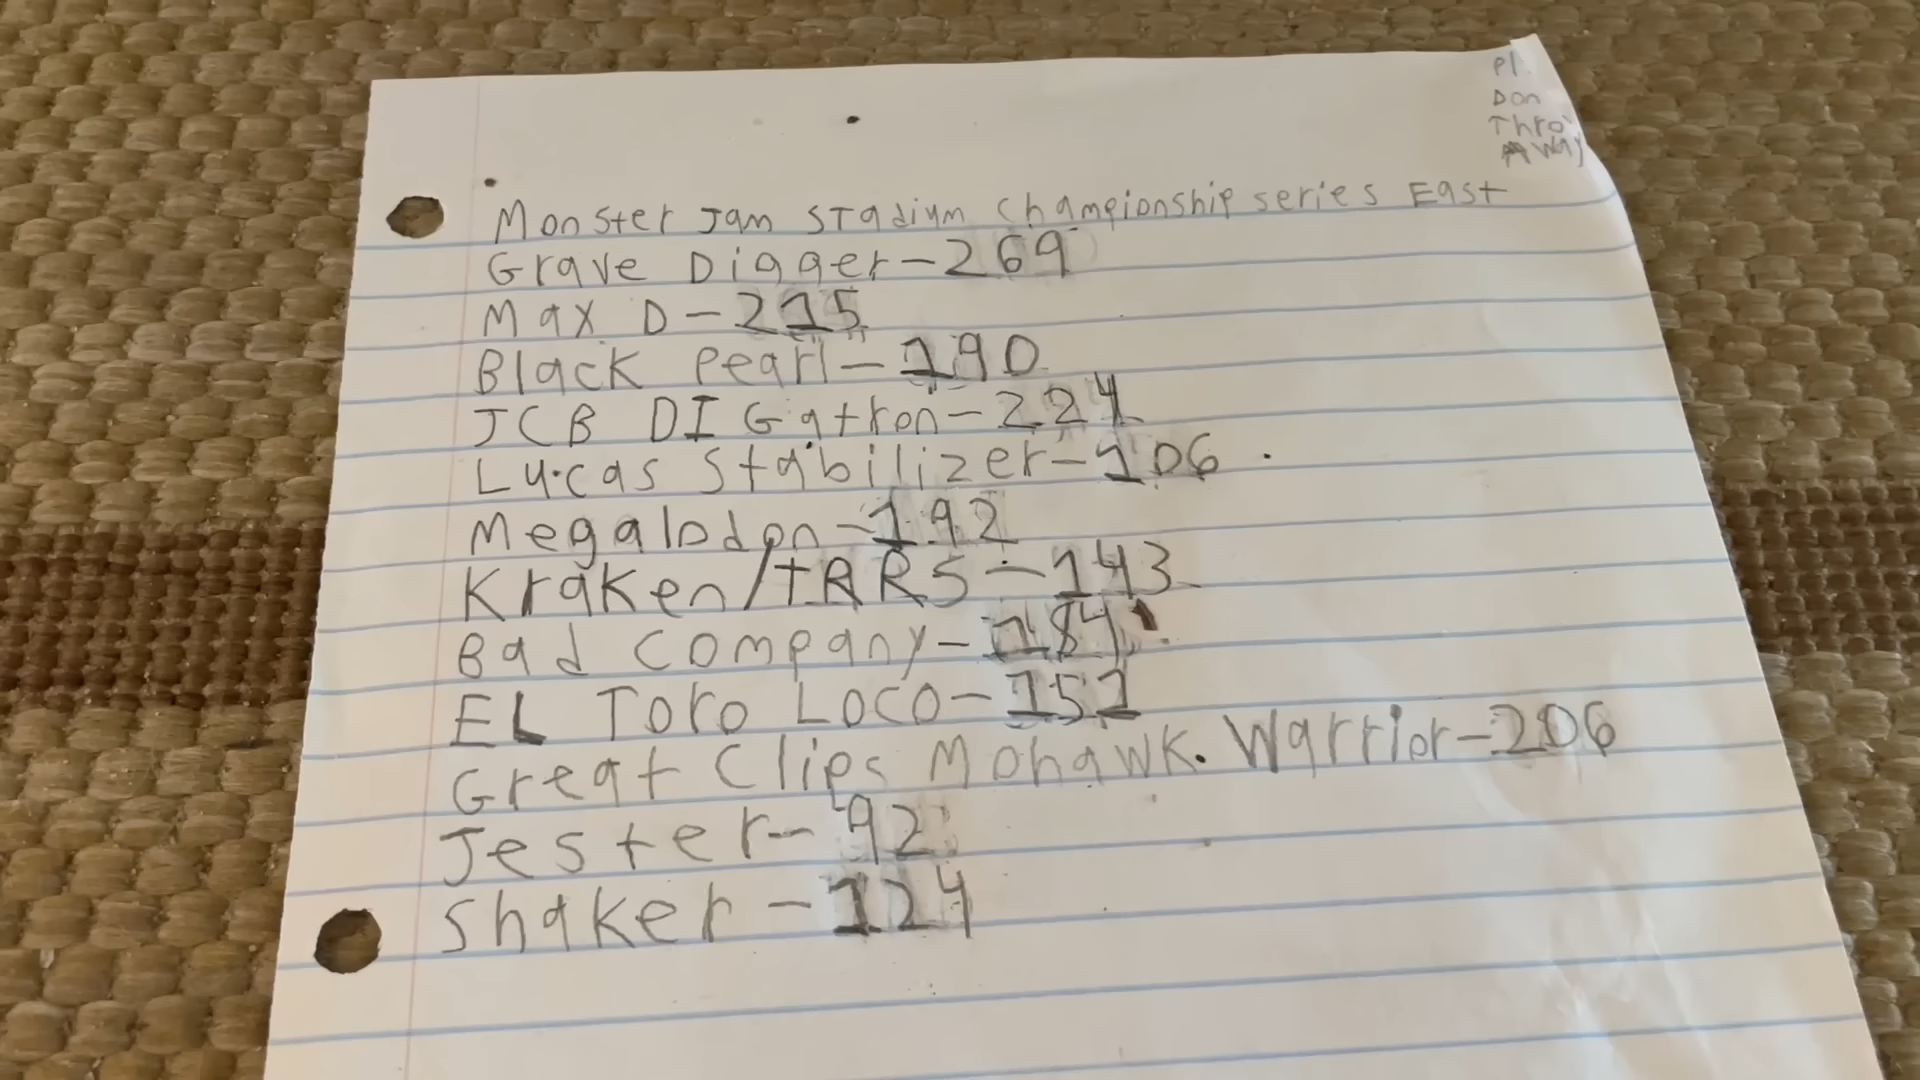 Pl
Don
Thro
Away
Monster Jam Stadium Championship series East
Grave Digger-269
Max D-215
Black Pearl-190
JCB DIGatron-224
Lucas Stabilizer-106
Megalodon-192
Kraken/TRRS-143
Bad Company-184
EL Toro Loco-151
Great Clips Mohawk Warrior-206
Jester-92
Shaker-124